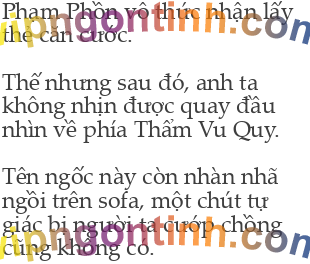 Phạm Phồn vô thức nhận lấy
thẻ căn cước.
Thế nhưng sau đó, anh ta
không nhịn được quay đầu
nhìn về phía Thẩm Vu Quy.
Tên ngốc này còn nhàn nhã
ngồi trên sofa, một chút tự
giác bị người ta cướp chồng
cũng không có.